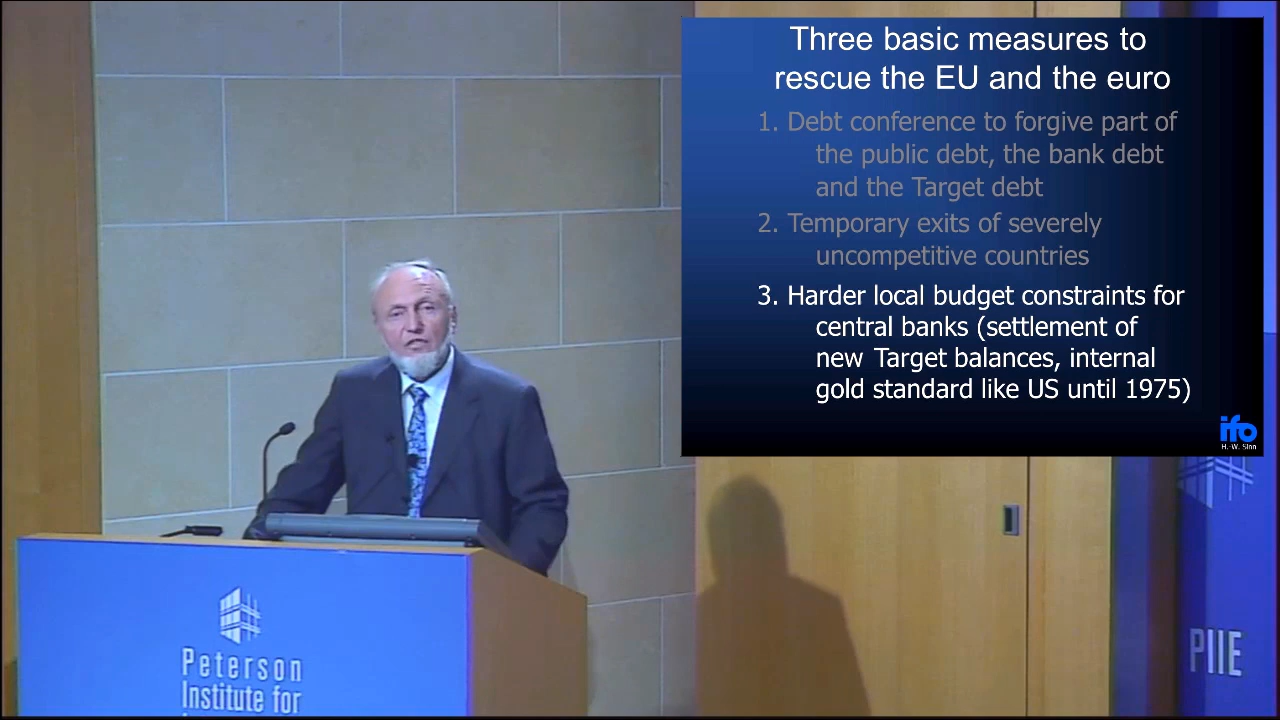 Three basic measures to
rescue the EU and the euro
1. Debt conference to forgive part of
the public debt, the bank debt
and the Target debt
2. Temporary exits of severely
uncompetitive countries
3. Harder local budget constraints for
central banks (settlement of
new Target balances, internal
gold standard like US until 1975)
ifo
H.-W. Sinn
Peterson
Institute for
PIIE